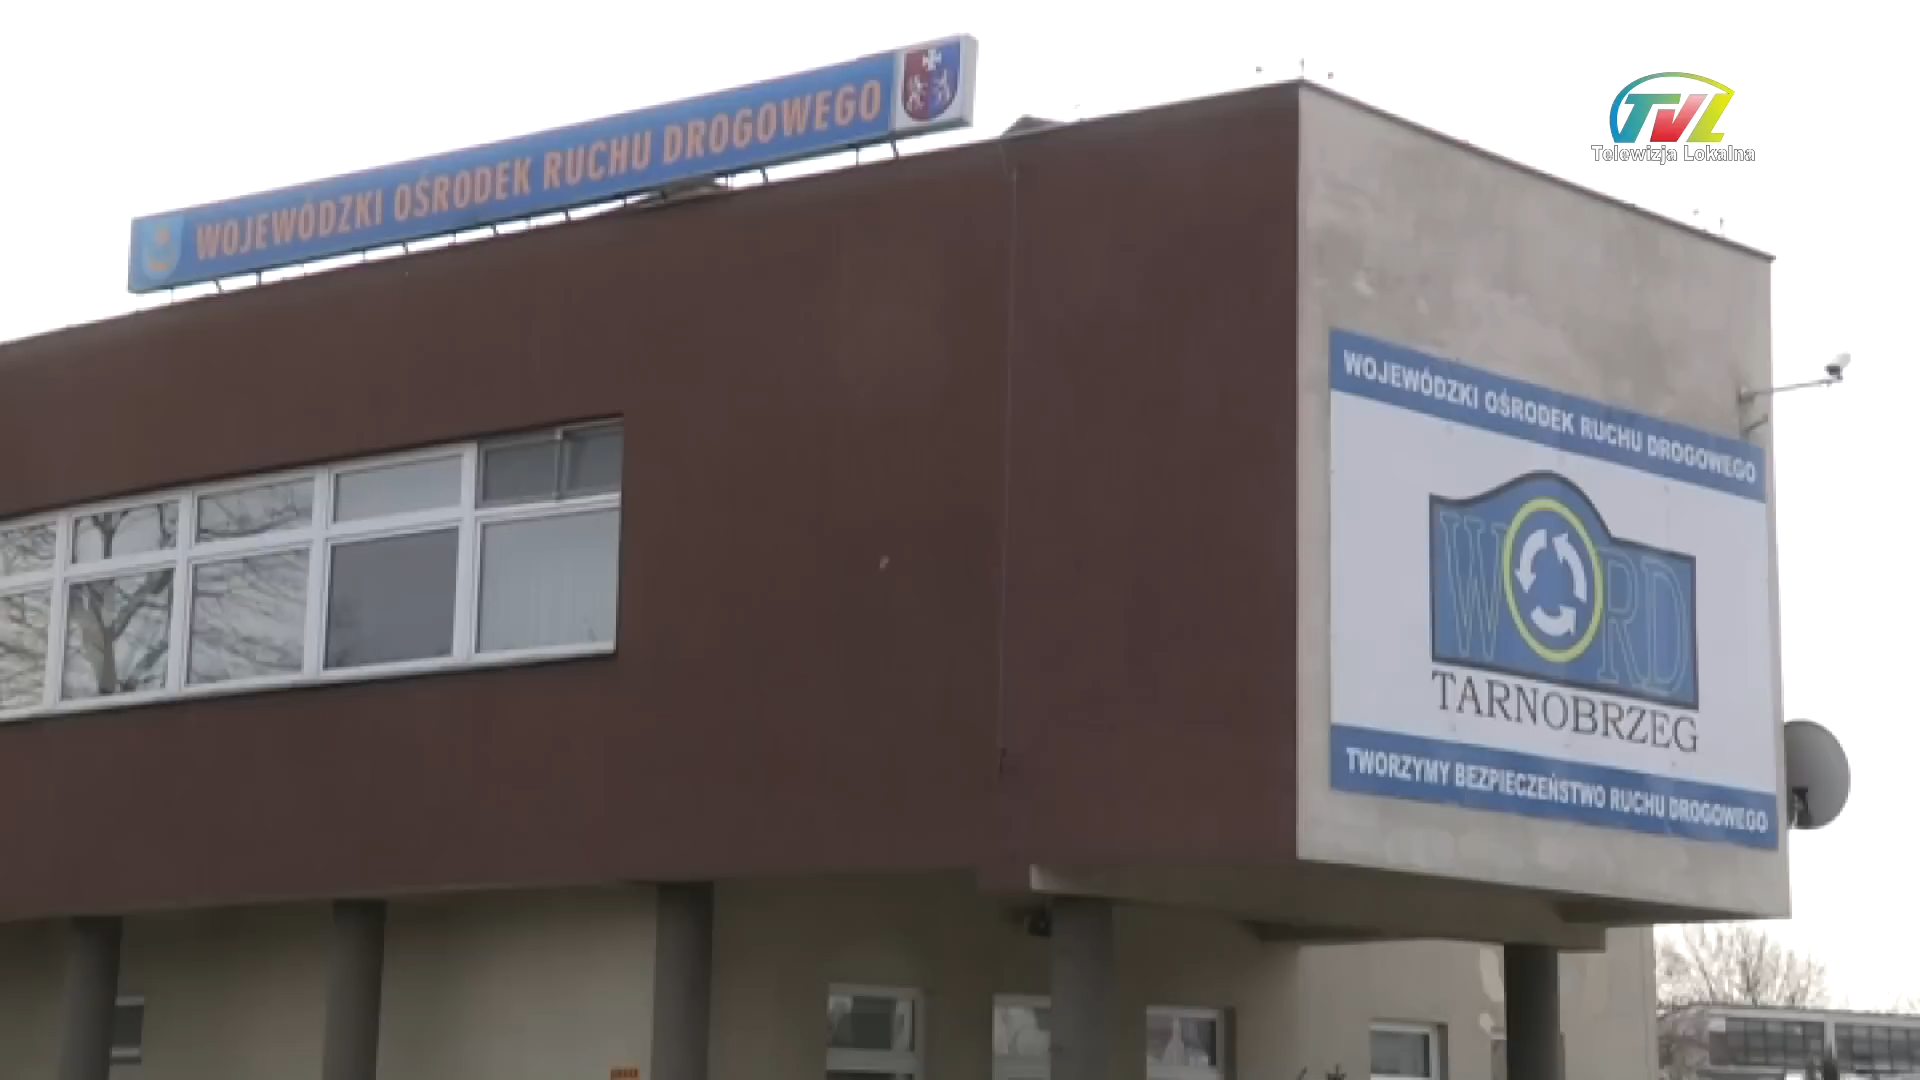 WOJEWÓDZKI OŚRODEK RUCHU DROGOWEGO
TVL
Telewizja Lokalna
WOJEWÓDZKI OŚRODEK RUCHU DROGOWEGO
WORD
TARNOBRZEG
TWORZYMY BEZPIECZEŃSTWO RUCHU DROGOWEGO